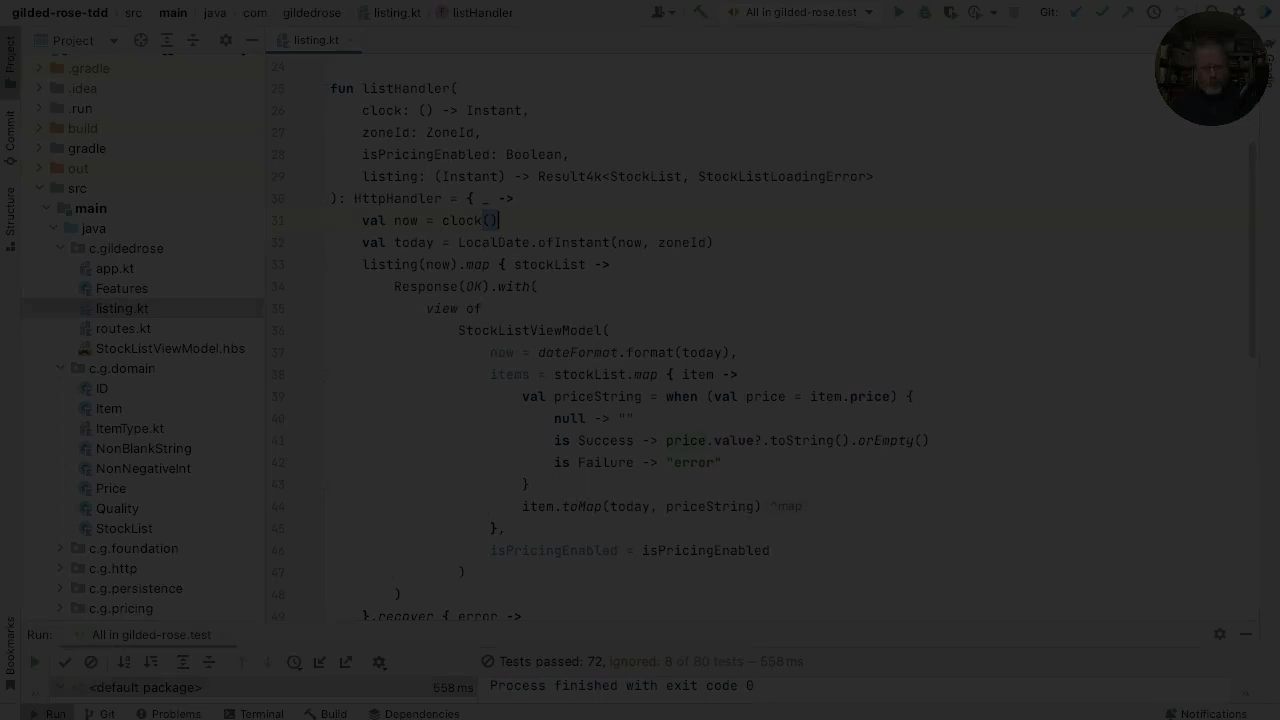 gilded-rose-tdd src main java com gildedrose listing.kt listHandler All in gilded-rose.test Git:
Project listing.kt
.gradle
.idea
.run
build
gradle
out
src
main
java
c.gildedrose
app.kt
Features
listing.kt
routes.kt
StockListViewModel.hbs
c.g.domain
ID
Item
ItemType.kt
NonBlankString
NonNegativeInt
Price
Quality
StockList
c.g.foundation
c.g.http
c.g.persistence
c.g.pricing
Project
Commit
Structure
Bookmarks
24
25 fun listHandler(
26 clock: () -> Instant,
27 zoneId: ZoneId,
28 isPricingEnabled: Boolean,
29 listing: (Instant) -> Result4k<StockList, StockListLoadingError>
30 ): HttpHandler = { _ ->
31 val now = clock()
32 val today = LocalDate.ofInstant(now, zoneId)
33 listing(now).map { stockList ->
34 Response(OK).with(
35 view of
36 StockListViewModel(
37 now = dateFormat.format(today),
38 items = stockList.map { item ->
39 val priceString = when (val price = item.price) {
40 null -> ""
41 is Success -> price.value?.toString().orEmpty()
42 is Failure -> "error"
43 }
44 item.toMap(today, priceString) ^map
45 },
46 isPricingEnabled = isPricingEnabled
47 )
48 )
49 }.recover { error ->
Run: All in gilded-rose.test
Tests passed: 72, ignored: 8 of 80 tests – 558 ms
<default package> 558 ms
Process finished with exit code 0
Run Git Problems Terminal Build Dependencies Notifications